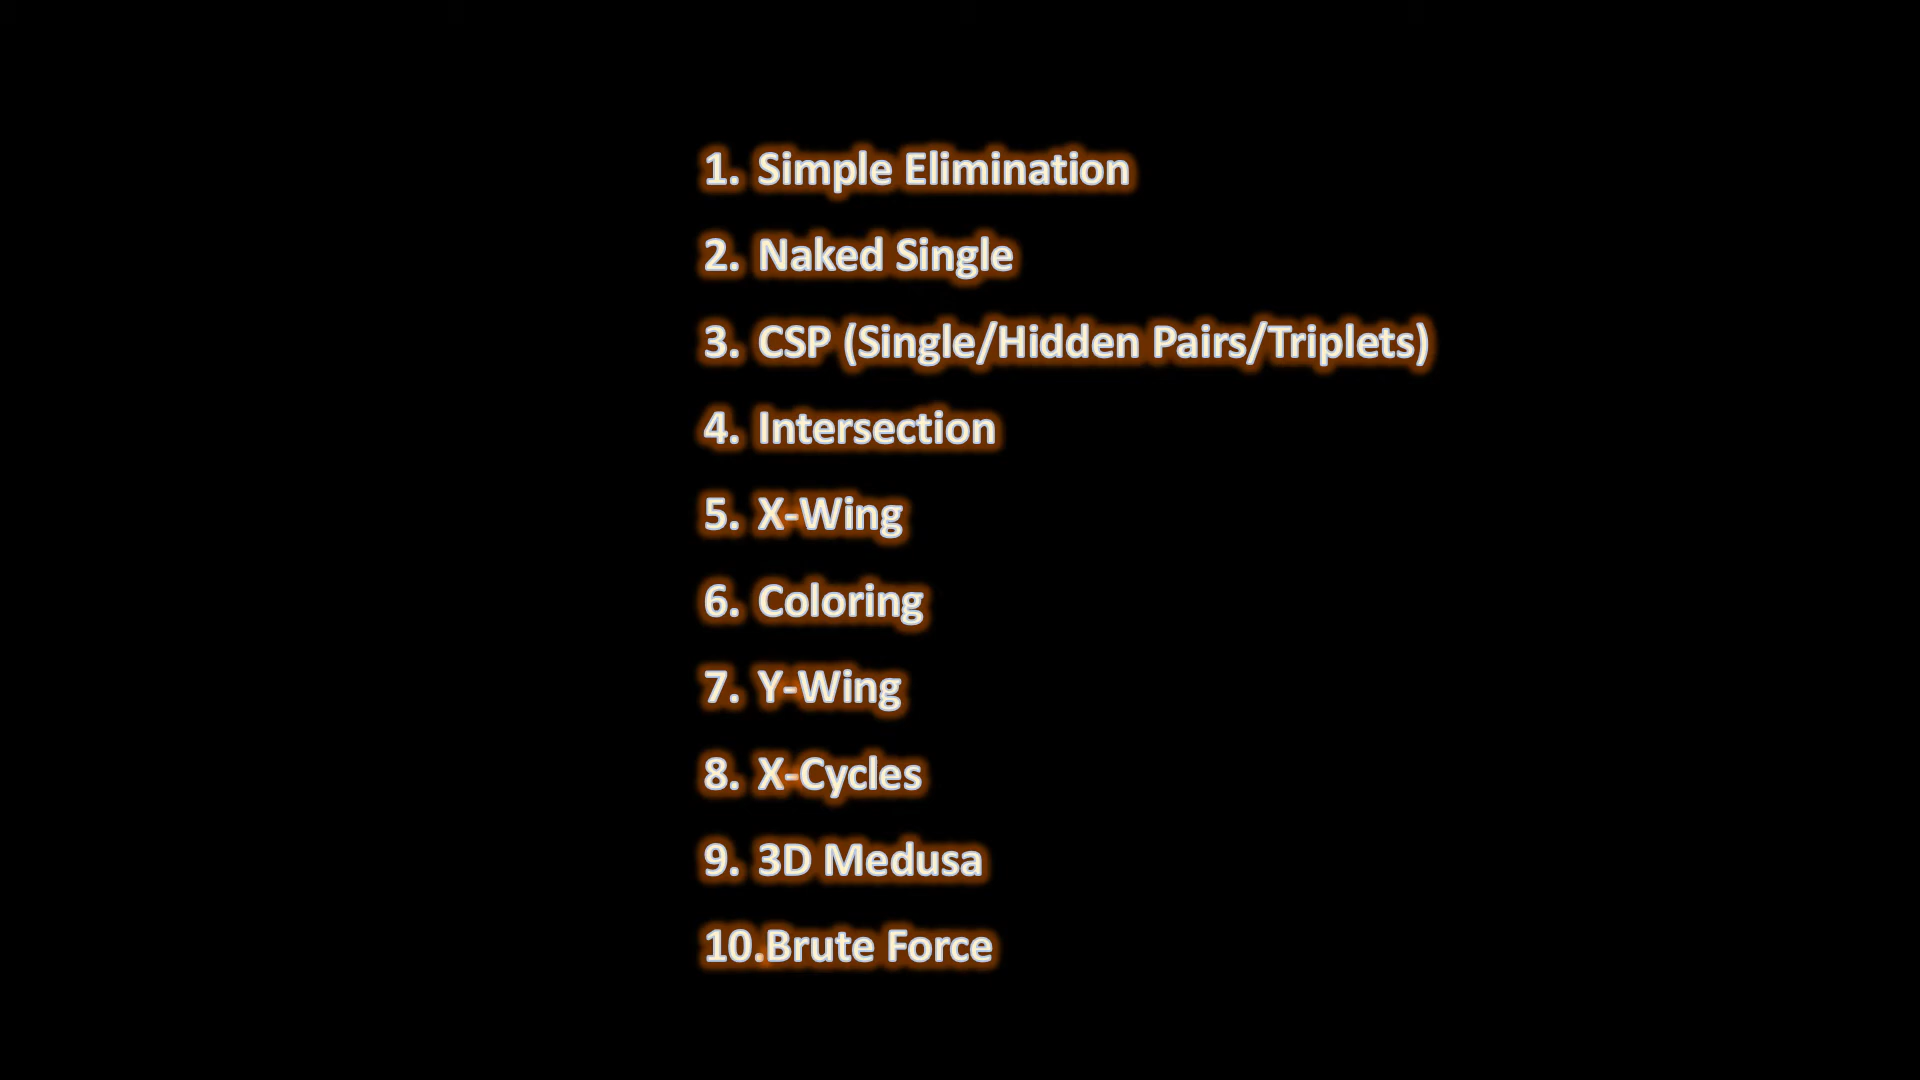 1. Simple Elimination
2. Naked Single
3. CSP (Single/Hidden Pairs/Triplets)
4. Intersection
5. X-Wing
6. Coloring
7. Y-Wing
8. X-Cycles
9. 3D Medusa
10.Brute Force